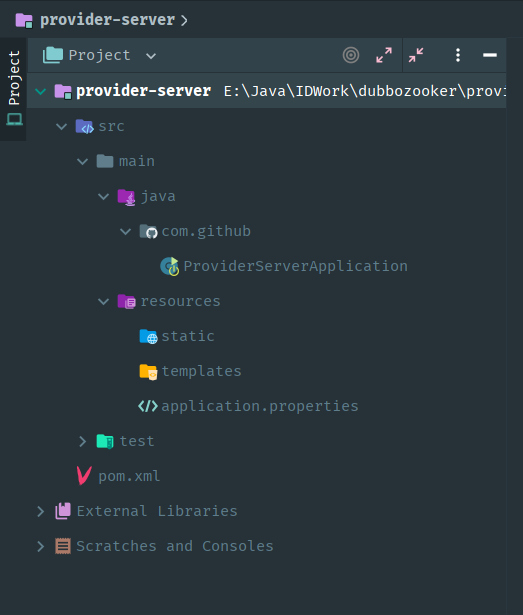 provider-server
Project
Project
provider-server E:\Java\IDWork\dubbozooker\provi
src
main
java
com.github
ProviderServerApplication
resources
static
templates
application.properties
test
pom.xml
External Libraries
Scratches and Consoles